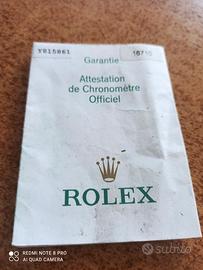 Y815861 16710
Garantie
Attestation
de Chronomètre
Officiel
ROLEX
REDMI NOTE 8 PRO
AI QUAD CAMERA
subito